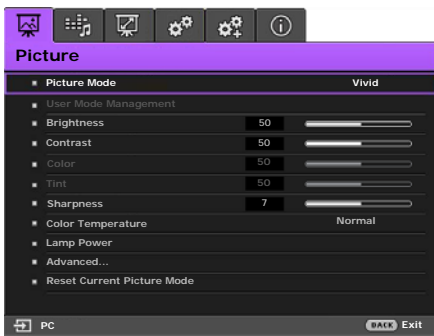 Picture
Picture Mode Vivid
User Mode Management
Brightness 50
Contrast 50
Color 50
Tint 50
Sharpness 7
Color Temperature Normal
Lamp Power
Advanced...
Reset Current Picture Mode
PC BACK Exit